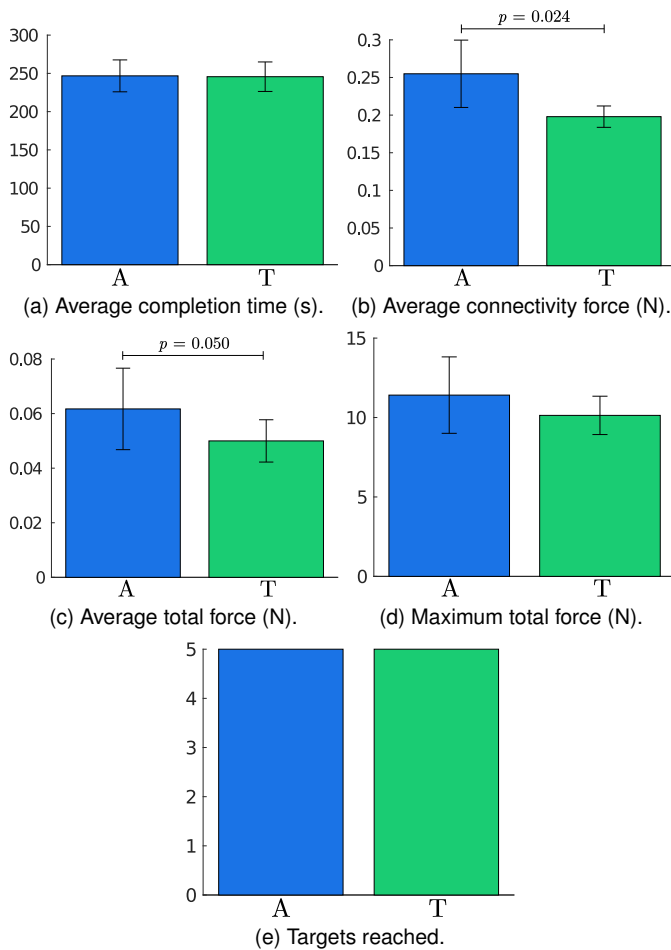 p = 0.024
300
250
200
150
100
50
0
A T
0.3
0.25
0.2
0.15
0.1
0.05
0
A T
(a) Average completion time (s).
(b) Average connectivity force (N).
p = 0.050
0.08
0.06
0.04
0.02
0
A T
15
10
5
0
A T
(c) Average total force (N).
(d) Maximum total force (N).
5
4
3
2
1
0
A T
(e) Targets reached.